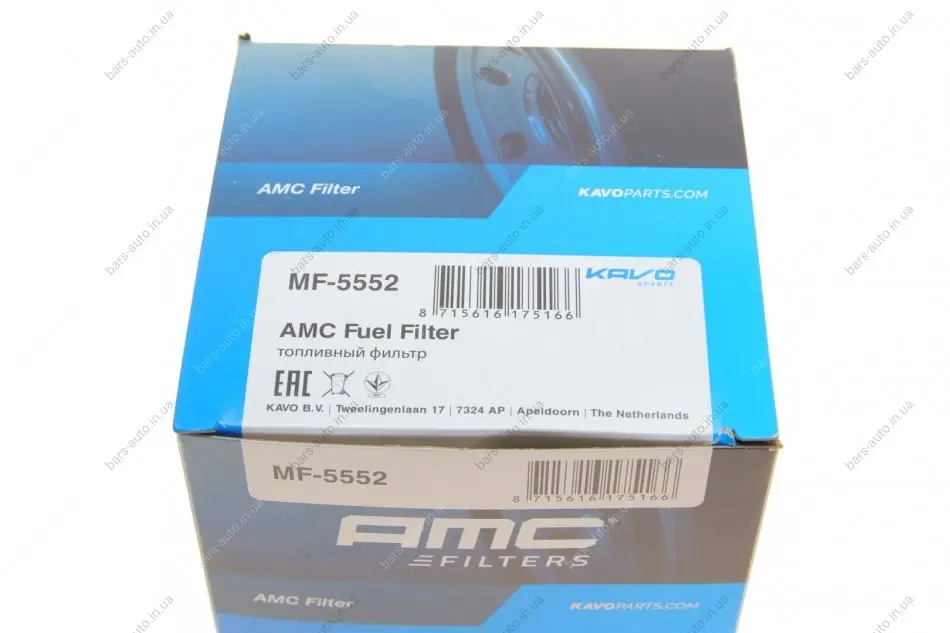 AMC Filter
KAVOPARTS.COM
MF-5552
KAVO
PARTS
8 715616 175166
AMC Fuel Filter
топливный фильтр
EAC
KAVO B.V. | Tweelingenlaan 17 | 7324 AP | Apeldoorn | The Netherlands
MF-5552
8 715616 175166
AMC
FILTERS
AMC Filter
KAVOPARTS.COM
bars-auto.in.ua